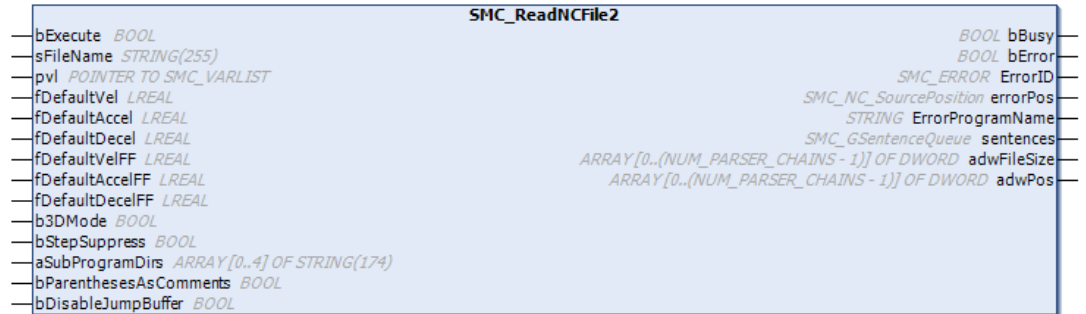 SMC_ReadNCFile2
bExecute BOOL BOOL bBusy
sFileName STRING(255) BOOL bError
pvl POINTER TO SMC_VARLIST SMC_ERROR ErrorID
fDefaultVel LREAL SMC_NC_SourcePosition errorPos
fDefaultAccel LREAL STRING ErrorProgramName
fDefaultDecel LREAL SMC_GSentenceQueue sentences
fDefaultVelFF LREAL ARRAY [0..(NUM_PARSER_CHAINS - 1)] OF DWORD adwFileSize
fDefaultAccelFF LREAL ARRAY [0..(NUM_PARSER_CHAINS - 1)] OF DWORD adwPos
fDefaultDecelFF LREAL
b3DMode BOOL
bStepSuppress BOOL
aSubProgramDirs ARRAY [0..4] OF STRING(174)
bParenthesesAsComments BOOL
bDisableJumpBuffer BOOL